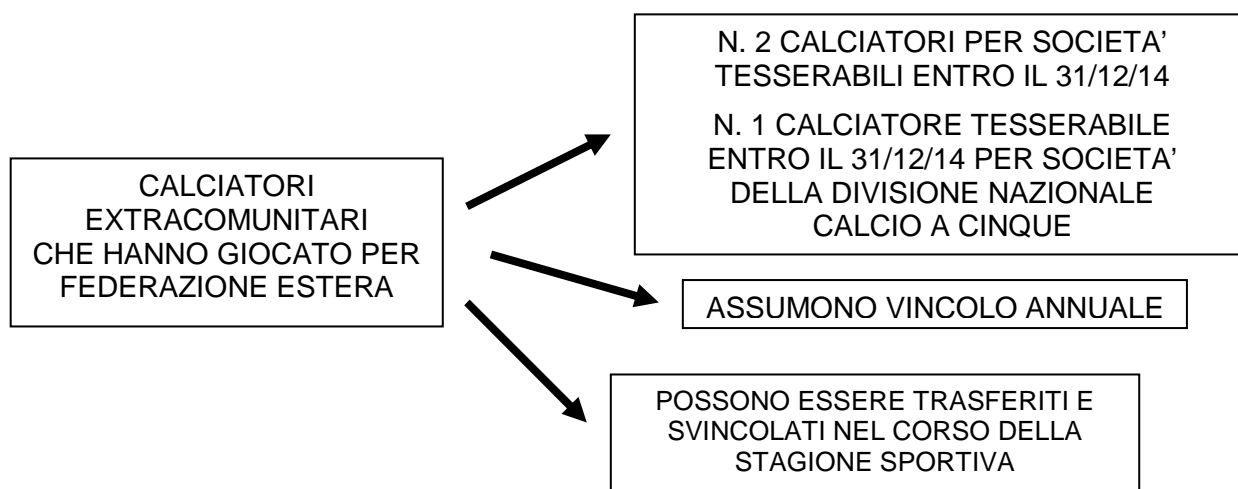 N. 2 CALCIATORI PER SOCIETA'
TESSERABILI ENTRO IL 31/12/14
N. 1 CALCIATORE TESSERABILE
ENTRO IL 31/12/14 PER SOCIETA'
DELLA DIVISIONE NAZIONALE
CALCIO A CINQUE
CALCIATORI
EXTRACOMUNITARI
CHE HANNO GIOCATO PER
FEDERAZIONE ESTERA
ASSUMONO VINCOLO ANNUALE
POSSONO ESSERE TRASFERITI E
SVINCOLATI NEL CORSO DELLA
STAGIONE SPORTIVA